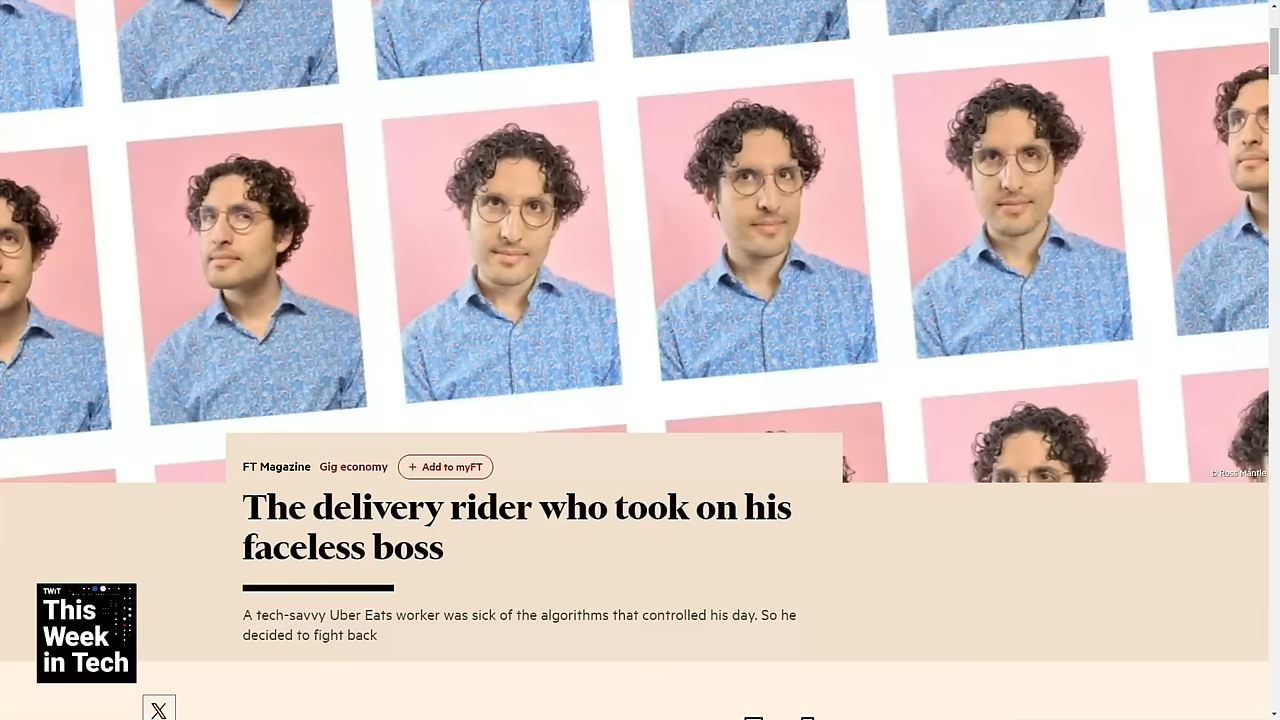 © Ross Mantle
FT Magazine Gig economy + Add to myFT
The delivery rider who took on his
faceless boss
A tech-savvy Uber Eats worker was sick of the algorithms that controlled his day. So he
decided to fight back
TWiT
This
Week
in Tech